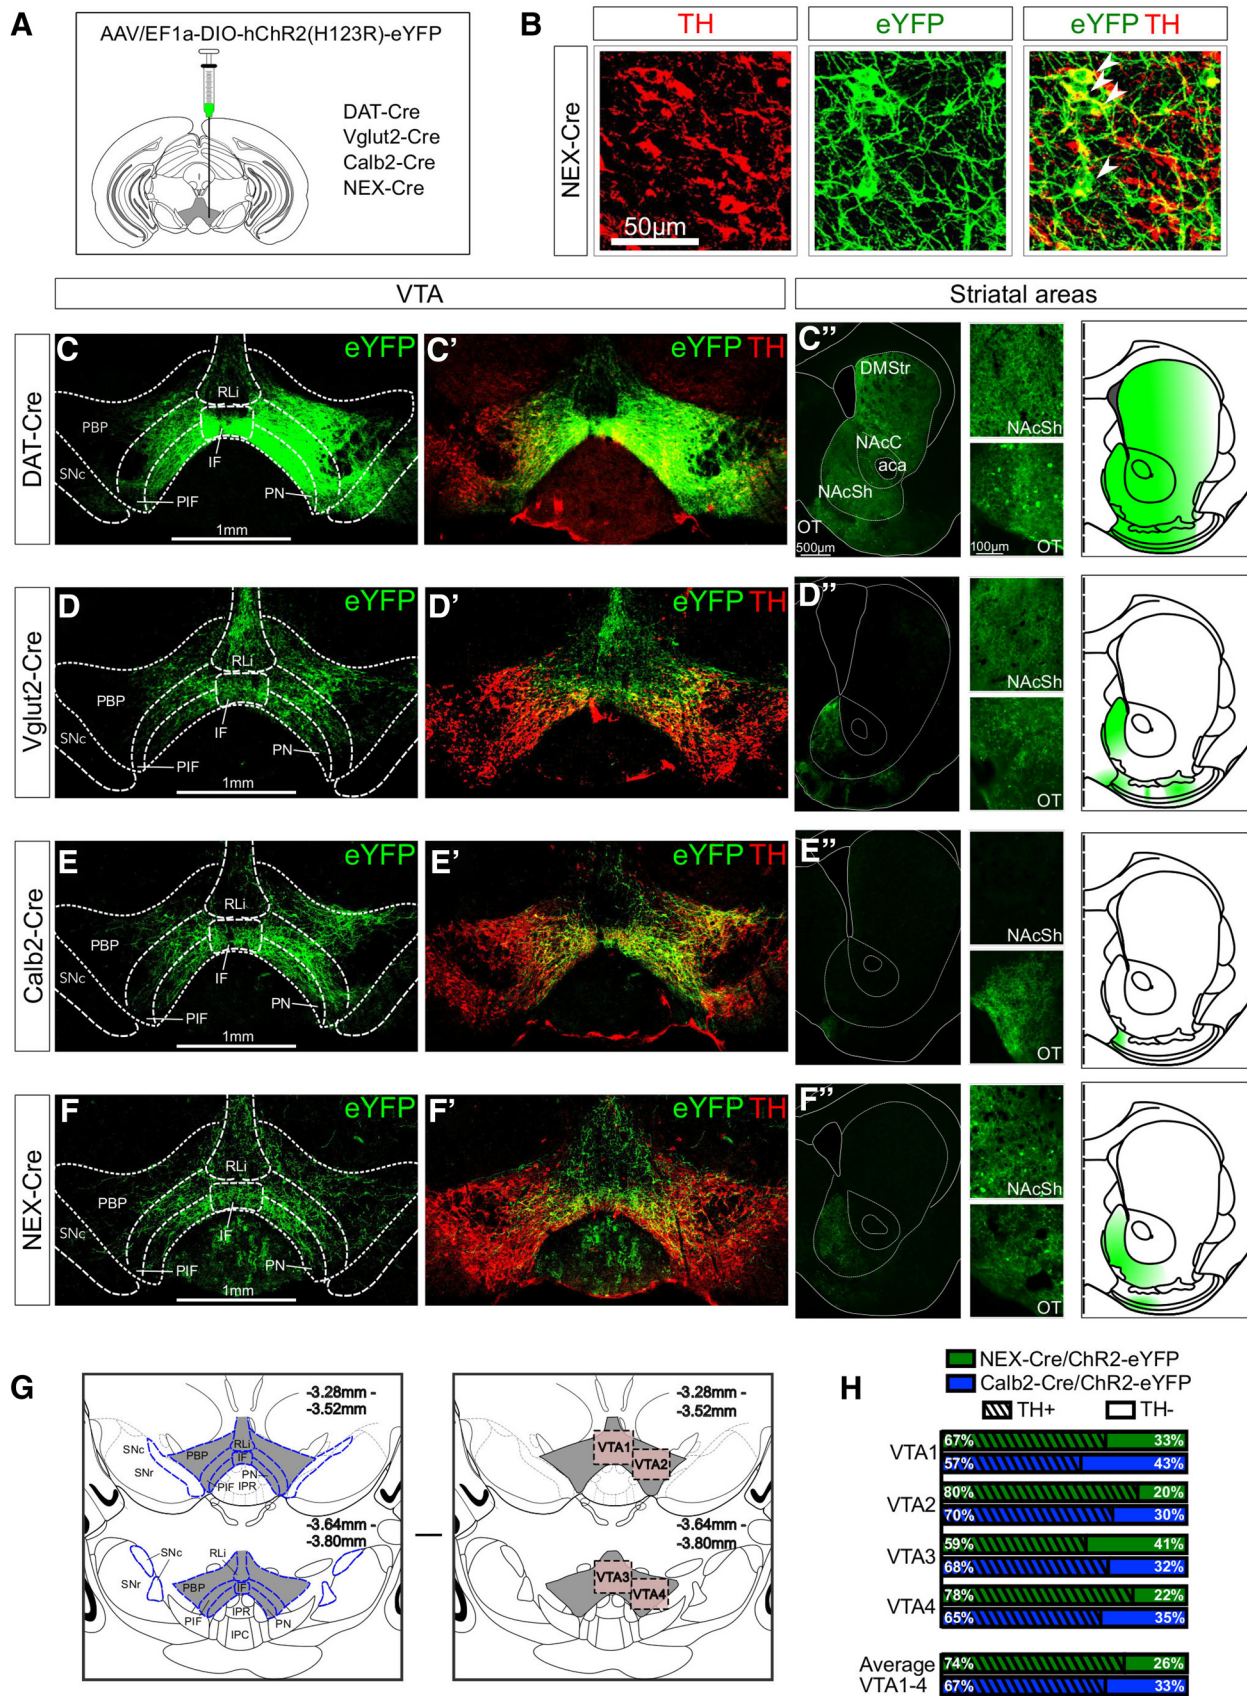 A
AAV/EF1a-DIO-hChR2(H123R)-eYFP
DAT-Cre
Vglut2-Cre
Calb2-Cre
NEX-Cre
B
TH
eYFP
eYFP TH
NEX-Cre
50µm
VTA
Striatal areas
DAT-Cre
C
eYFP
RLi
PBP
SNc
IF
PIF
PN
1mm
C'
eYFP TH
C''
DMStr
NAcC
aca
NAcSh
OT
500µm
NAcSh
100µm
OT
Vglut2-Cre
D
eYFP
RLi
PBP
SNc
IF
PIF
PN
1mm
D'
eYFP TH
D''
NAcSh
OT
Calb2-Cre
E
eYFP
RLi
PBP
SNc
IF
PIF
PN
1mm
E'
eYFP TH
E''
NAcSh
OT
NEX-Cre
F
eYFP
RLi
PBP
SNc
IF
PIF
PN
1mm
F'
eYFP TH
F''
NAcSh
OT
G
-3.28mm -
-3.52mm
SNc
SNr
PBP
RLi
IF
PN
PIF
IPR
-3.64mm -
-3.80mm
SNc
SNr
RLi
PBP
IF
IPR
PIF
IPC
PN
-3.28mm -
-3.52mm
VTA1
VTA2
-3.64mm -
-3.80mm
VTA3
VTA4
H
NEX-Cre/ChR2-eYFP
Calb2-Cre/ChR2-eYFP
TH+ TH-
VTA1
67% 33%
57% 43%
VTA2
80% 20%
70% 30%
VTA3
59% 41%
68% 32%
VTA4
78% 22%
65% 35%
Average
VTA1-4
74% 26%
67% 33%